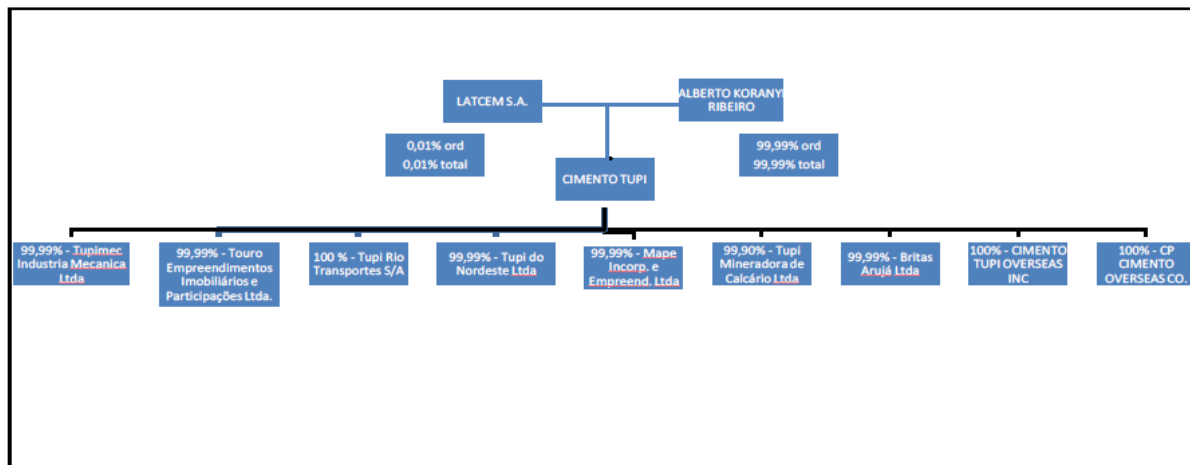 LATCEM S.A.
ALBERTO KORANYI
RIBEIRO
0,01% ord
0,01% total
99,99% ord
99,99% total
CIMENTO TUPI
99,99% - Tupimec
Industria Mecanica
Ltda
99,99% - Touro
Empreendimentos
Imobiliários e
Participações Ltda.
100 % - Tupi Rio
Transportes S/A
99,99% - Tupi do
Nordeste Ltda
99,99% - Mape
Incorp. e
Empreend. Ltda
99,90% - Tupi
Mineradora de
Calcário Ltda
99,99% - Britas
Arujá Ltda
100% - CIMENTO
TUPI OVERSEAS
INC
100% - CP
CIMENTO
OVERSEAS CO.